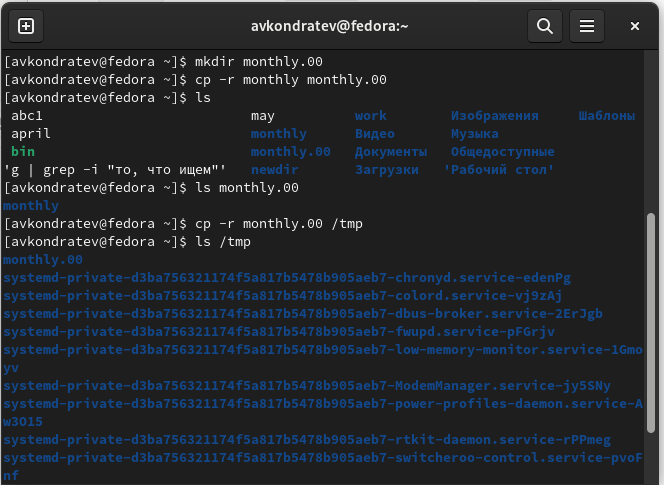 avkondratev@fedora:~
[avkondratev@fedora ~]$ mkdir monthly.00
[avkondratev@fedora ~]$ cp -r monthly monthly.00
[avkondratev@fedora ~]$ ls
abc1 may work Изображения Шаблоны
april monthly Видео Музыка
bin monthly.00 Документы Общедоступные
'g | grep -i "то, что ищем"' newdir Загрузки 'Рабочий стол'
[avkondratev@fedora ~]$ ls monthly.00
monthly
[avkondratev@fedora ~]$ cp -r monthly.00 /tmp
[avkondratev@fedora ~]$ ls /tmp
monthly.00
systemd-private-d3ba756321174f5a817b5478b905aeb7-chronyd.service-edenPg
systemd-private-d3ba756321174f5a817b5478b905aeb7-colord.service-vj9zAj
systemd-private-d3ba756321174f5a817b5478b905aeb7-dbus-broker.service-2ErJgb
systemd-private-d3ba756321174f5a817b5478b905aeb7-fwupd.service-pFGrjv
systemd-private-d3ba756321174f5a817b5478b905aeb7-low-memory-monitor.service-1Gmo
yv
systemd-private-d3ba756321174f5a817b5478b905aeb7-ModemManager.service-jy5SNy
systemd-private-d3ba756321174f5a817b5478b905aeb7-power-profiles-daemon.service-A
w3O15
systemd-private-d3ba756321174f5a817b5478b905aeb7-rtkit-daemon.service-rPPmeg
systemd-private-d3ba756321174f5a817b5478b905aeb7-switcheroo-control.service-pvoF
nf